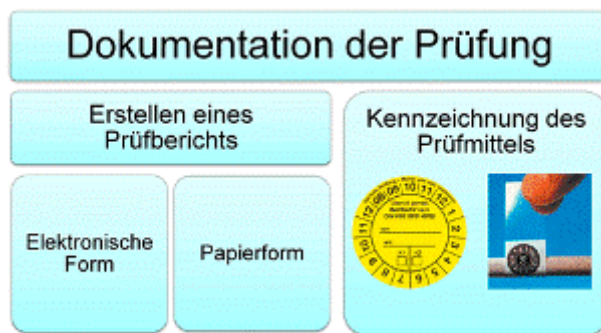 Dokumentation der Prüfung
Erstellen eines
Prüfberichts
Kennzeichnung des
Prüfmittels
Elektronische
Form
Papierform